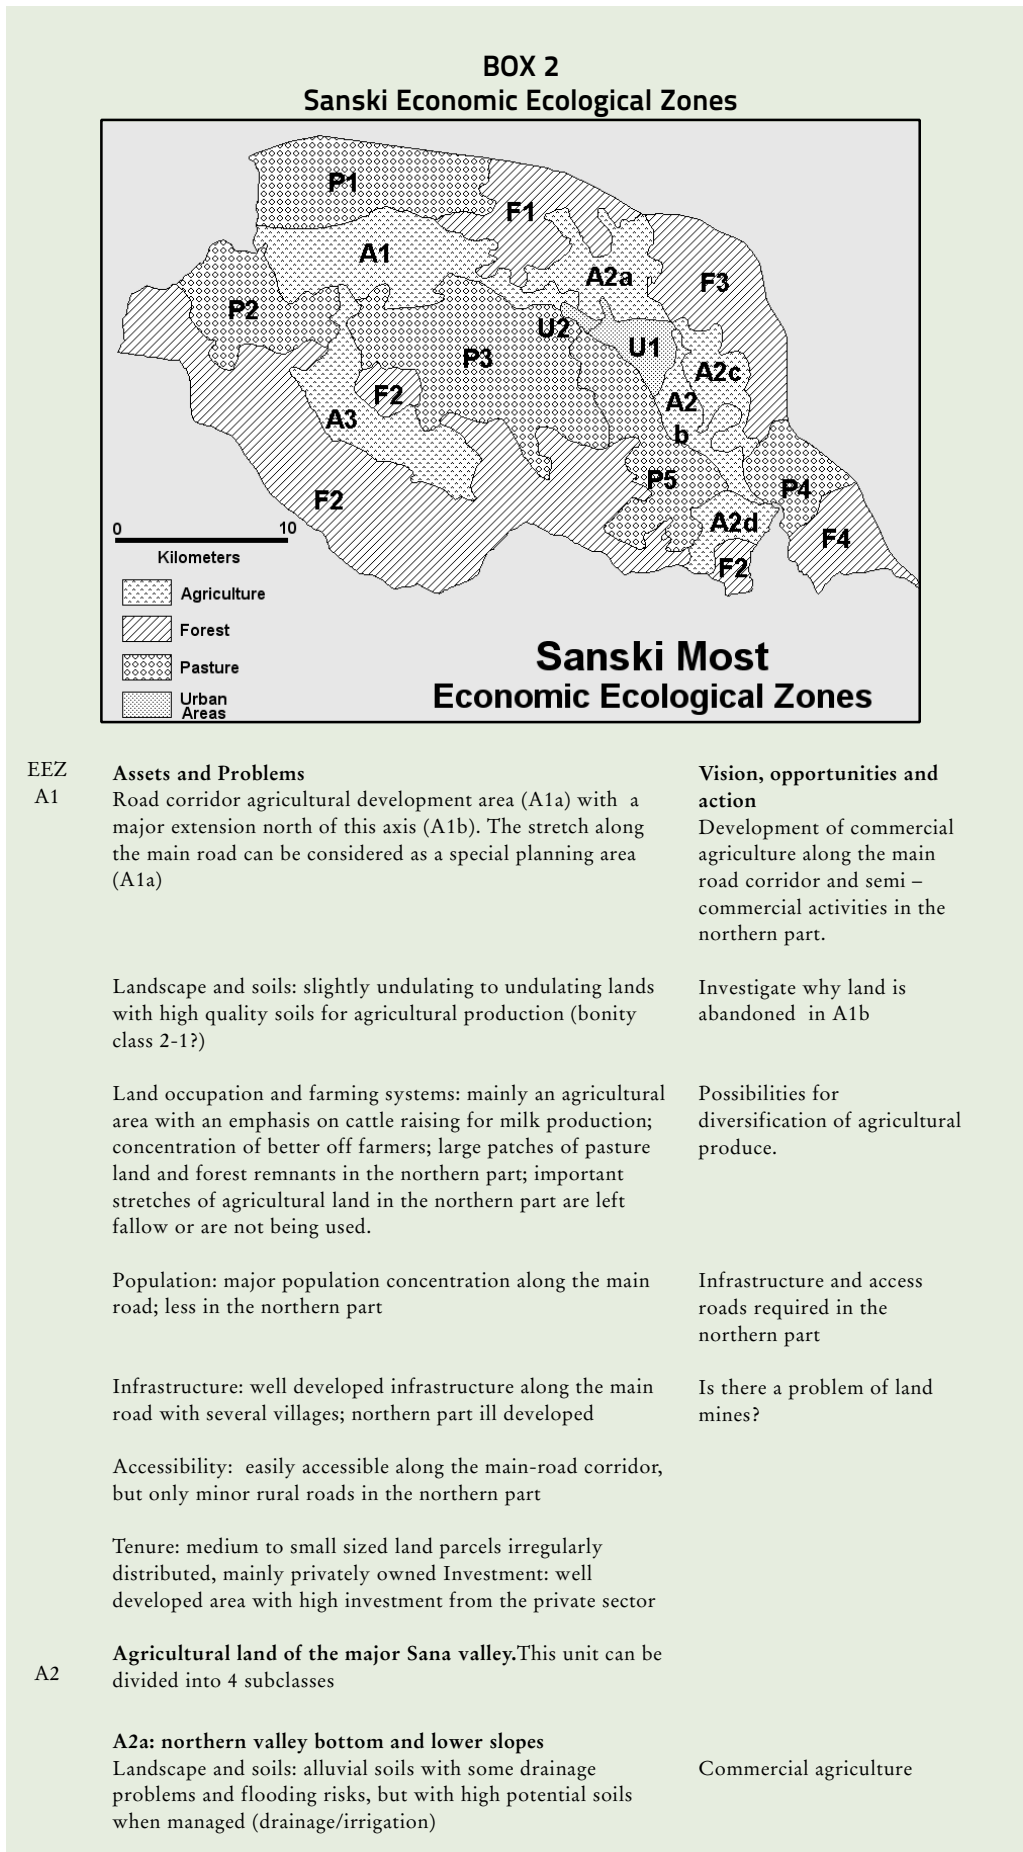 BOX 2
Sanski Economic Ecological Zones
P1
F1
A1
A2a
F3
P2
U2
U1
P3
A2c
F2
A2
b
A3
P5
P4
F2
A2d
F4
F2
0 10
Kilometers
Agriculture
Forest
Pasture
Urban
Areas
Sanski Most
Economic Ecological Zones
EEZ
A1
Assets and Problems
Road corridor agricultural development area (A1a) with a
major extension north of this axis (A1b). The stretch along
the main road can be considered as a special planning area
(A1a)
Vision, opportunities and
action
Development of commercial
agriculture along the main
road corridor and semi –
commercial activities in the
northern part.
Landscape and soils: slightly undulating to undulating lands
with high quality soils for agricultural production (bonity
class 2-1?)
Investigate why land is
abandoned in A1b
Land occupation and farming systems: mainly an agricultural
area with an emphasis on cattle raising for milk production;
concentration of better off farmers; large patches of pasture
land and forest remnants in the northern part; important
stretches of agricultural land in the northern part are left
fallow or are not being used.
Possibilities for
diversification of agricultural
produce.
Population: major population concentration along the main
road; less in the northern part
Infrastructure and access
roads required in the
northern part
Infrastructure: well developed infrastructure along the main
road with several villages; northern part ill developed
Is there a problem of land
mines?
Accessibility: easily accessible along the main-road corridor,
but only minor rural roads in the northern part
Tenure: medium to small sized land parcels irregularly
distributed, mainly privately owned Investment: well
developed area with high investment from the private sector
A2
Agricultural land of the major Sana valley.This unit can be
divided into 4 subclasses
A2a: northern valley bottom and lower slopes
Landscape and soils: alluvial soils with some drainage
problems and flooding risks, but with high potential soils
when managed (drainage/irrigation)
Commercial agriculture